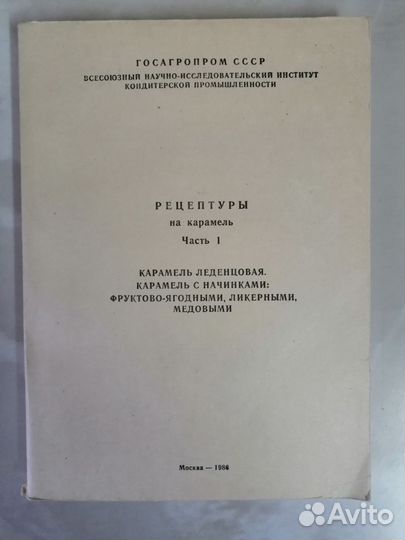 ГОСАГРОПРОМ СССР
ВСЕСОЮЗНЫЙ НАУЧНО-ИССЛЕДОВАТЕЛЬСКИЙ ИНСТИТУТ
КОНДИТЕРСКОЙ ПРОМЫШЛЕННОСТИ
РЕЦЕПТУРЫ
на карамель
Часть 1
КАРАМЕЛЬ ЛЕДЕНЦОВАЯ.
КАРАМЕЛЬ С НАЧИНКАМИ:
ФРУКТОВО-ЯГОДНЫМИ, ЛИКЕРНЫМИ,
МЕДОВЫМИ
Москва — 1986
Avito